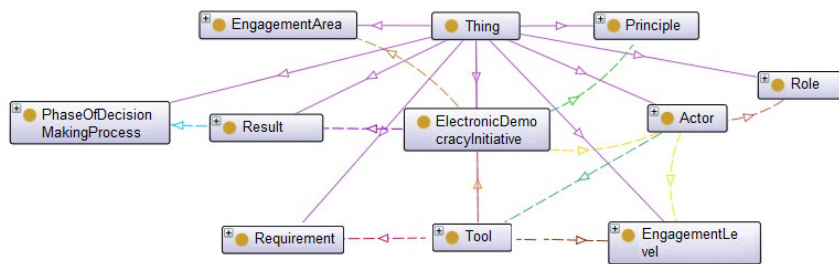 EngagementArea
Thing
Principle
Role
PhaseOfDecision
MakingProcess
Result
ElectronicDemo
cracyInitiative
Actor
Requirement
Tool
EngagementLe
vel